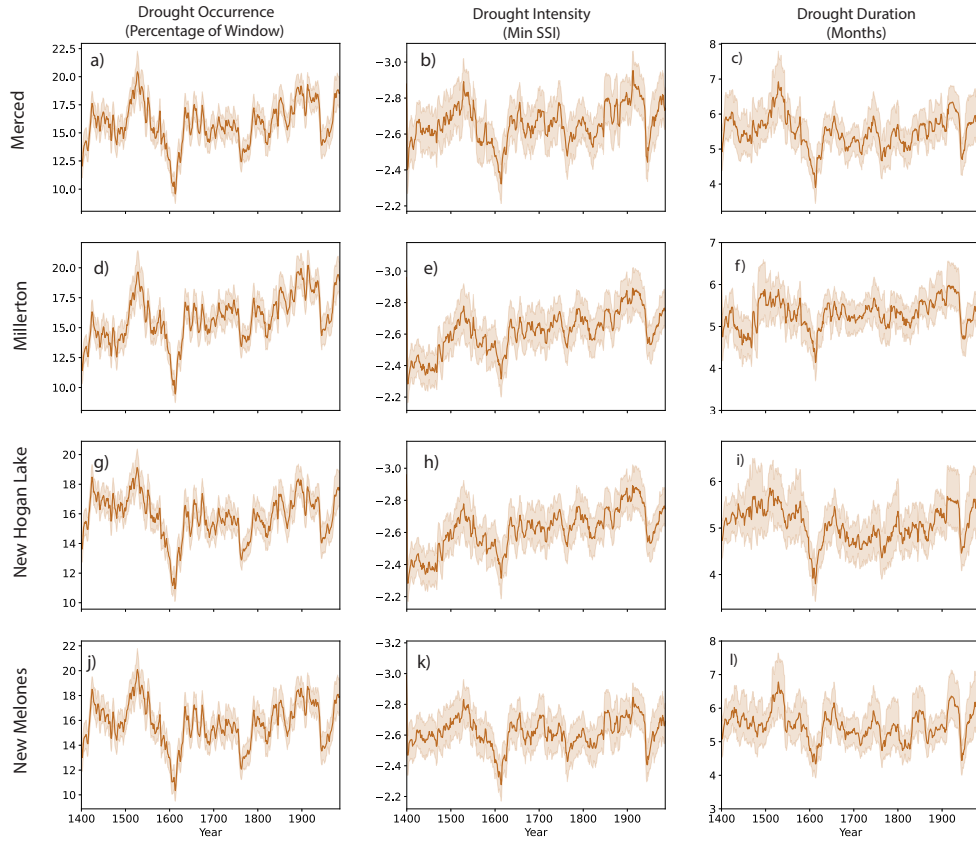 Drought Occurrence
(Percentage of Window)
Drought Intensity
(Min SSI)
Drought Duration
(Months)
Merced
a)
22.5
20.0
17.5
15.0
12.5
10.0
b)
−3.0
−2.8
−2.6
−2.4
−2.2
c)
8
7
6
5
4
Millerton
d)
20.0
17.5
15.0
12.5
10.0
e)
−3.0
−2.8
−2.6
−2.4
−2.2
f)
7
6
5
4
3
New Hogan Lake
g)
20
18
16
14
12
10
h)
−3.0
−2.8
−2.6
−2.4
−2.2
i)
6
5
4
New Melones
j)
22
20
18
16
14
12
10
1400 1500 1600 1700 1800 1900
Year
k)
−3.2
−3.0
−2.8
−2.6
−2.4
−2.2
1400 1500 1600 1700 1800 1900
Year
l)
8
7
6
5
4
3
1400 1500 1600 1700 1800 1900
Year